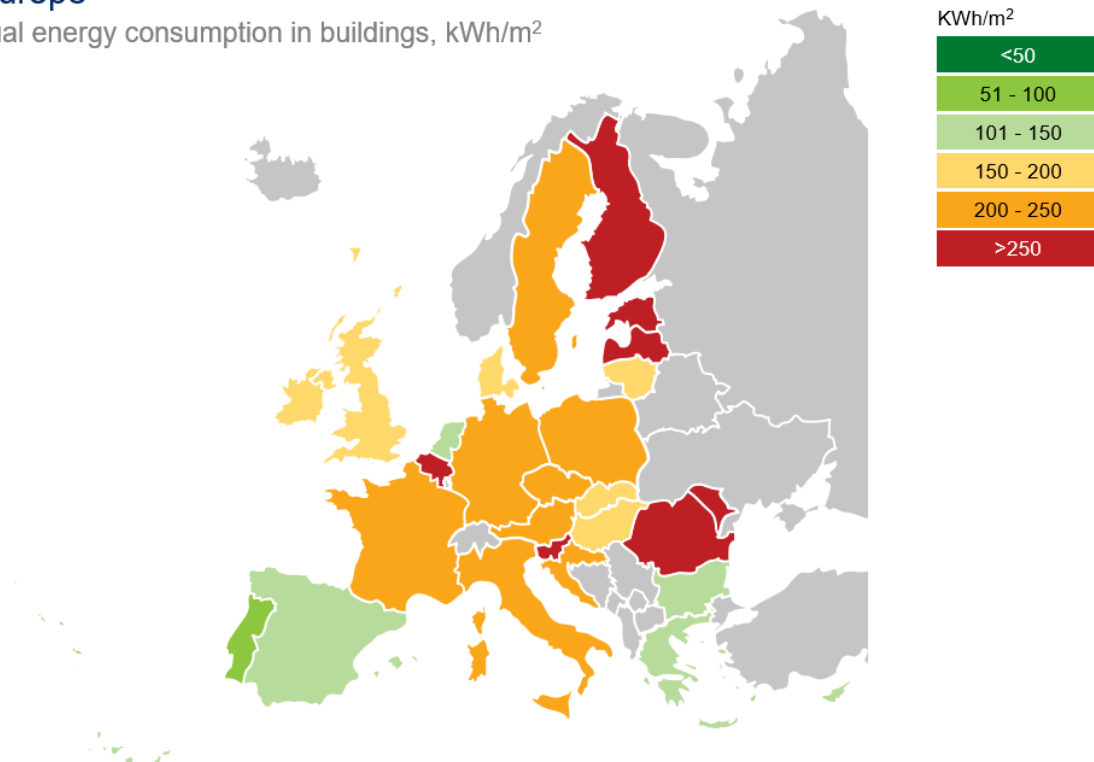 ual energy consumption in buildings, kWh/m²
KWh/m²
<50
51 - 100
101 - 150
150 - 200
200 - 250
>250